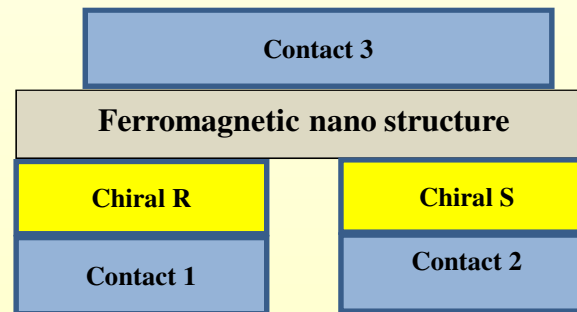 Contact 3
Ferromagnetic nano structure
Chiral R
Chiral S
Contact 1
Contact 2